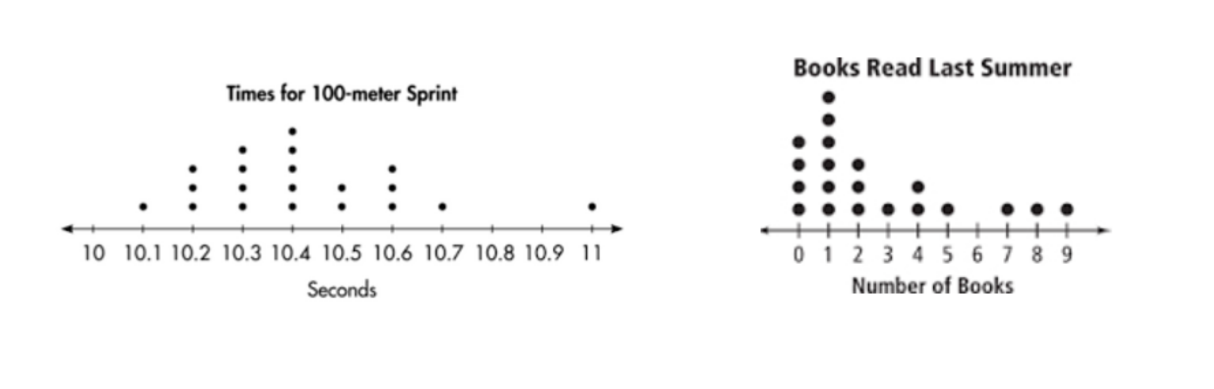 Times for 100-meter Sprint
10 10.1 10.2 10.3 10.4 10.5 10.6 10.7 10.8 10.9 11
Seconds
Books Read Last Summer
0 1 2 3 4 5 6 7 8 9
Number of Books